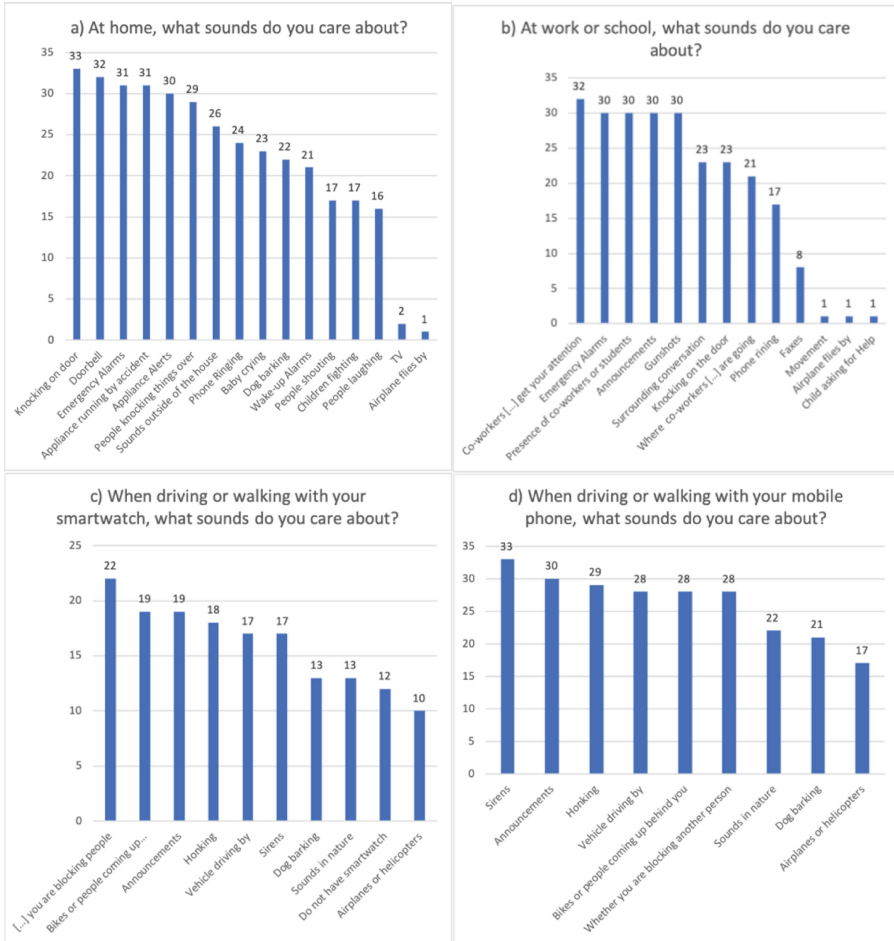 a) At home, what sounds do you care about?
35
30
25
20
15
10
5
0
33
32
31
31
30
29
26
24
23
22
21
17
17
16
2
1
Knocking on door
Doorbell
Emergency Alarms
Appliance running by accident
Appliance Alerts
People knocking things over
Sounds outside of the house
Phone Ringing
Baby crying
Dog barking
Wake-up Alarms
People shouting
Children fighting
People laughing
TV
Airplane flies by
b) At work or school, what sounds do you care
about?
35
30
25
20
15
10
5
0
32
30
30
30
30
23
23
21
17
8
1
1
1
Co-workers [...] get your attention
Emergency Alarms
Presence of co-workers or students
Announcements
Gunshots
Surrounding conversation
Knocking on the door
Where co-workers [...] are going
Phone rining
Faxes
Movement
Airplane flies by
Child asking for Help
c) When driving or walking with your
smartwatch, what sounds do you care about?
25
20
15
10
5
0
22
19
19
18
17
17
13
13
12
10
[...] you are blocking people
Bikes or people coming up...
Announcements
Honking
Vehicle driving by
Sirens
Dog barking
Sounds in nature
Do not have smartwatch
Airplanes or helicopters
d) When driving or walking with your mobile
phone, what sounds do you care about?
35
30
25
20
15
10
5
0
33
30
29
28
28
28
22
21
17
Sirens
Announcements
Honking
Vehicle driving by
Bikes or people coming up behind you
Whether you are blocking another person
Sounds in nature
Dog barking
Airplanes or helicopters